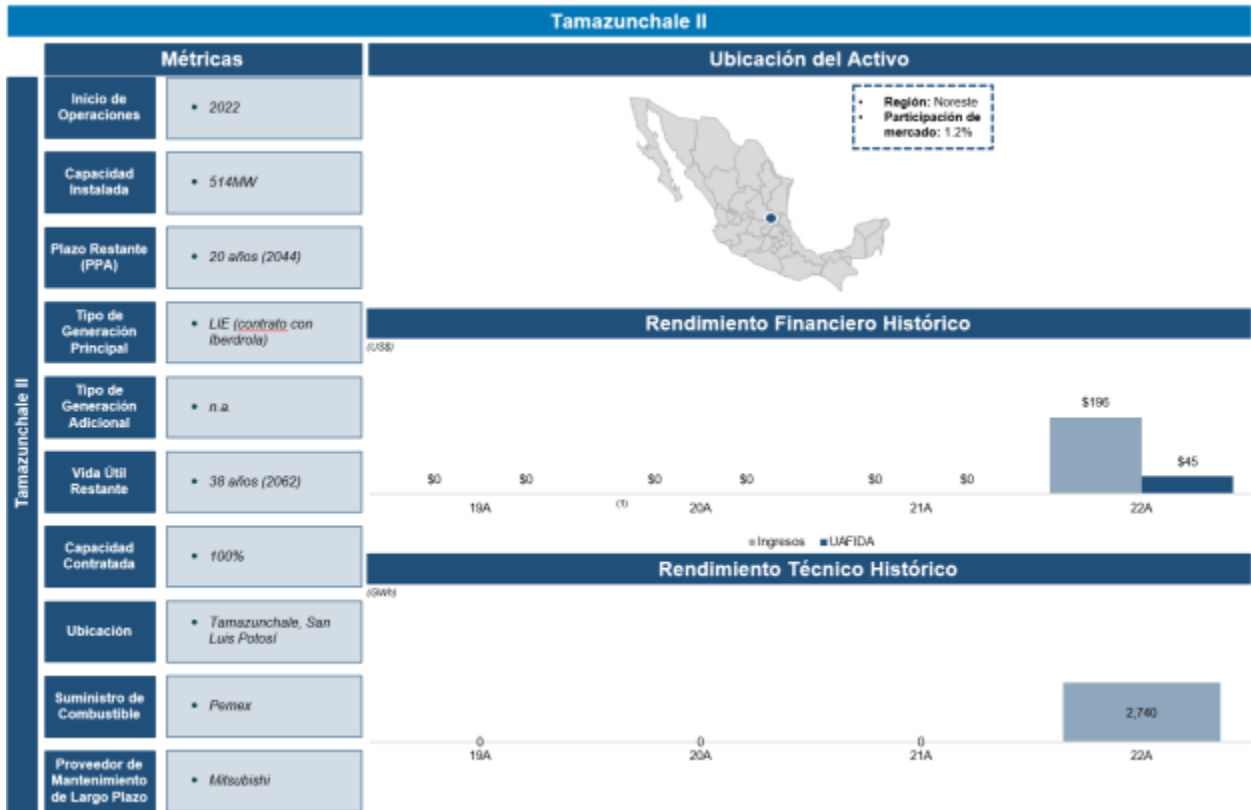 Tamazunchale II
Métricas
Ubicación del Activo
Tamazunchale II
Inicio de
Operaciones
• 2022
Capacidad
Instalada
• 514MW
Plazo Restante
(PPA)
• 20 años (2044)
Tipo de
Generación
Principal
• LIE (contrato con
Iberdrola)
Tipo de
Generación
Adicional
• n.a.
Vida Útil
Restante
• 38 años (2062)
Capacidad
Contratada
• 100%
Ubicación
• Tamazunchale, San
Luis Potosí
Suministro de
Combustible
• Pemex
Proveedor de
Mantenimiento
de Largo Plazo
• Mitsubishi
• Región: Noreste
• Participación de
mercado: 1.2%
Rendimiento Financiero Histórico
(US$)
$196
$45
$0 $0 $0 $0 $0 $0
19A (1) 20A 21A 22A
Ingresos UAFIDA
Rendimiento Técnico Histórico
(GWh)
2,740
0 0 0
19A 20A 21A 22A